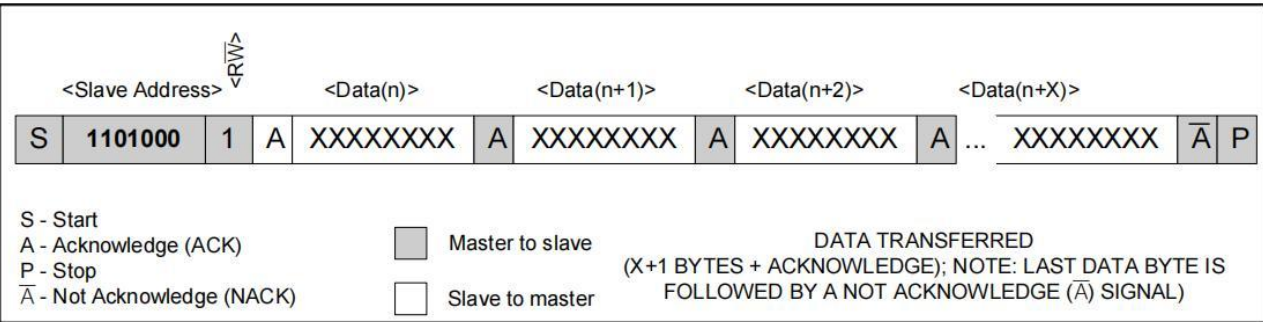 <RW̅>
<Slave Address> <Data(n)> <Data(n+1)> <Data(n+2)> <Data(n+X)>
S 1101000 1 A XXXXXXXX A XXXXXXXX A XXXXXXXX A ... XXXXXXXX A̅ P
S - Start
A - Acknowledge (ACK)
P - Stop
A̅ - Not Acknowledge (NACK)
Master to slave
Slave to master
DATA TRANSFERRED
(X+1 BYTES + ACKNOWLEDGE); NOTE: LAST DATA BYTE IS
FOLLOWED BY A NOT ACKNOWLEDGE (A̅) SIGNAL)